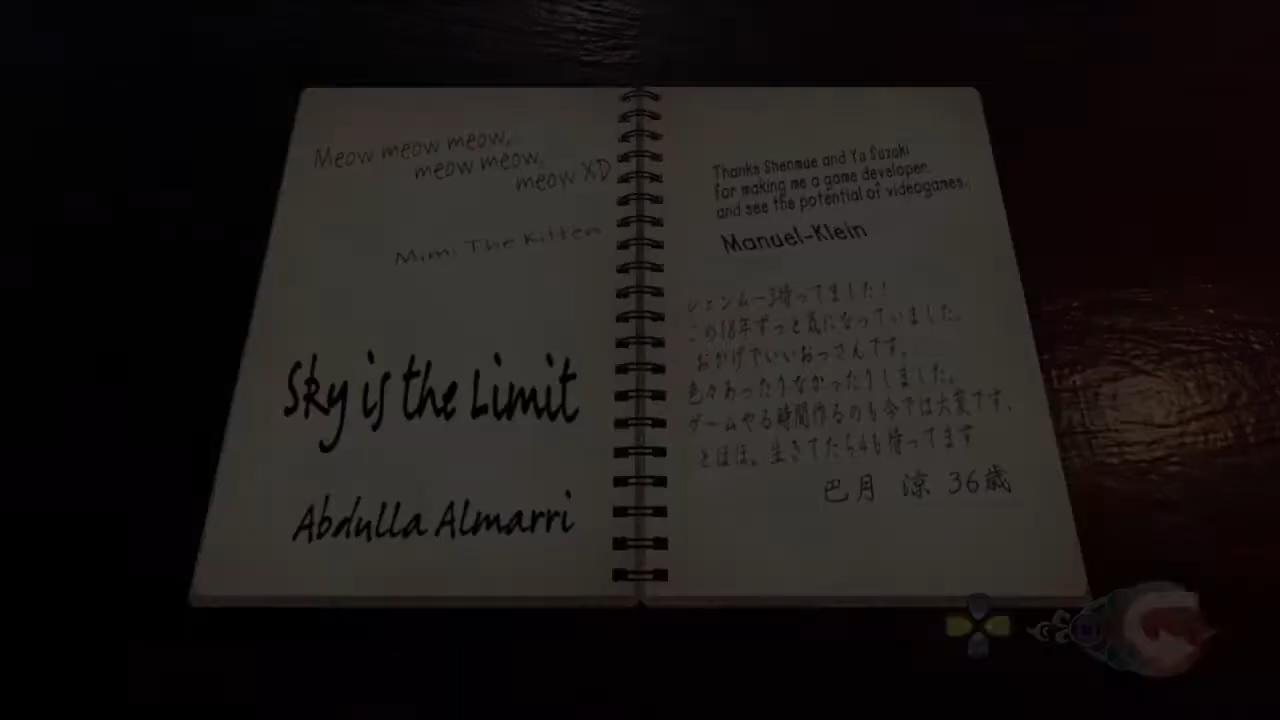 Meow meow meow,
meow meow,
meow XD
Mimi The Kitten
Sky is the Limit
Abdulla Almarri
Thanks Shenmue and Yu Suzuki
for making me a game developer.
and see the potential of videogames.
Manuel-Klein
シェンムー3待ってました！
この18年ずっと気になっていました。
おかげでいいおっさんです。
色々あったりなかったりしました。
ゲームやる時間作るのも今では大変です、
とほほ。生きてたら4も待ってます
巴月 涼 36歳